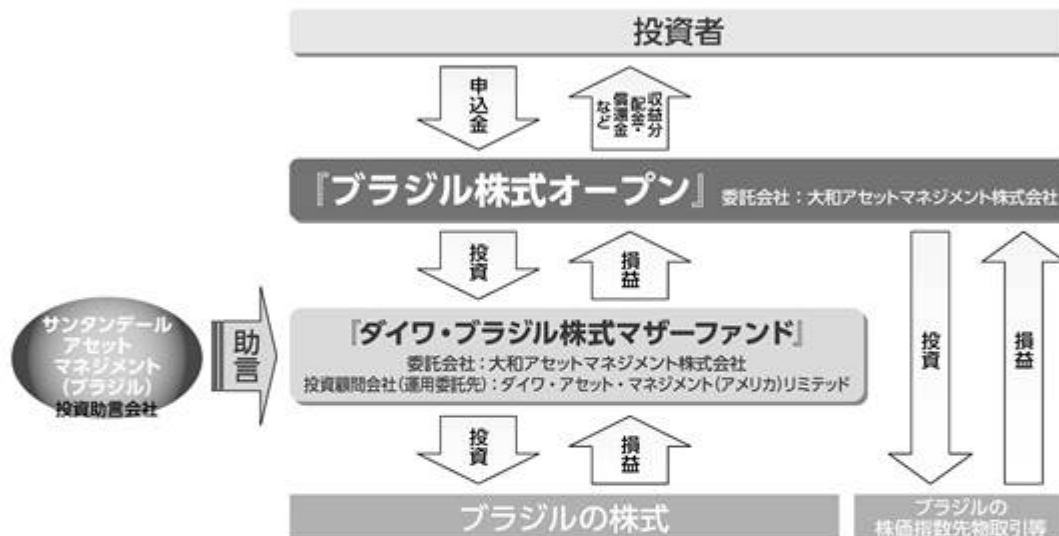 投資者
申込金
収益分
配金・
償還金
など
『ブラジル株式オープン』 委託会社：大和アセットマネジメント株式会社
投資
損益
サンタンデール
アセット
マネジメント
(ブラジル)
投資助言会社
助言
『ダイワ・ブラジル株式マザーファンド』
委託会社：大和アセットマネジメント株式会社
投資顧問会社(運用委託先)：ダイワ・アセット・マネジメント(アメリカ)リミテッド
投資
損益
投資
損益
ブラジルの株式
ブラジルの
株価指数先物取引等